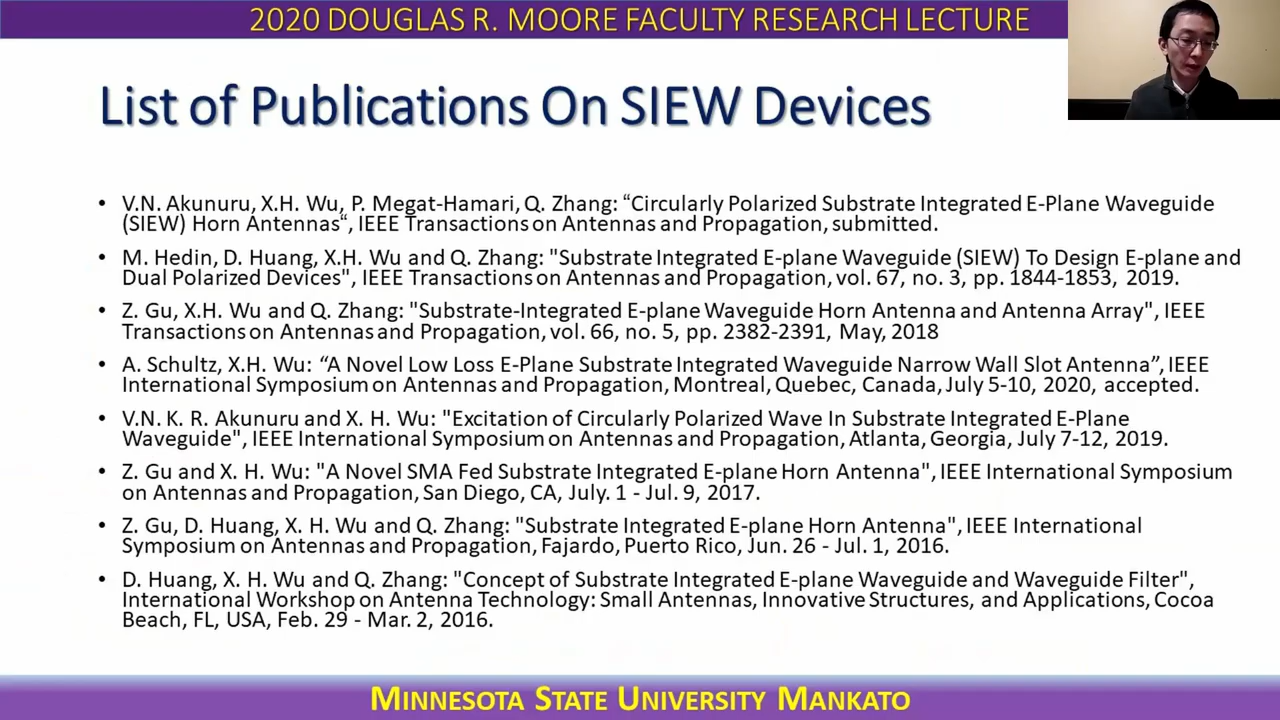 2020 DOUGLAS R. MOORE FACULTY RESEARCH LECTURE
List of Publications On SIEW Devices
• V.N. Akunuru, X.H. Wu, P. Megat-Hamari, Q. Zhang: “Circularly Polarized Substrate Integrated E-Plane Waveguide
(SIEW) Horn Antennas“, IEEE Transactions on Antennas and Propagation, submitted.
• M. Hedin, D. Huang, X.H. Wu and Q. Zhang: "Substrate Integrated E-plane Waveguide (SIEW) To Design E-plane and
Dual Polarized Devices", IEEE Transactions on Antennas and Propagation, vol. 67, no. 3, pp. 1844-1853, 2019.
• Z. Gu, X.H. Wu and Q. Zhang: "Substrate-Integrated E-plane Waveguide Horn Antenna and Antenna Array", IEEE
Transactions on Antennas and Propagation, vol. 66, no. 5, pp. 2382-2391, May, 2018
• A. Schultz, X.H. Wu: “A Novel Low Loss E-Plane Substrate Integrated Waveguide Narrow Wall Slot Antenna”, IEEE
International Symposium on Antennas and Propagation, Montreal, Quebec, Canada, July 5-10, 2020, accepted.
• V.N. K. R. Akunuru and X. H. Wu: "Excitation of Circularly Polarized Wave In Substrate Integrated E-Plane
Waveguide", IEEE International Symposium on Antennas and Propagation, Atlanta, Georgia, July 7-12, 2019.
• Z. Gu and X. H. Wu: "A Novel SMA Fed Substrate Integrated E-plane Horn Antenna", IEEE International Symposium
on Antennas and Propagation, San Diego, CA, July. 1 - Jul. 9, 2017.
• Z. Gu, D. Huang, X. H. Wu and Q. Zhang: "Substrate Integrated E-plane Horn Antenna", IEEE International
Symposium on Antennas and Propagation, Fajardo, Puerto Rico, Jun. 26 - Jul. 1, 2016.
• D. Huang, X. H. Wu and Q. Zhang: "Concept of Substrate Integrated E-plane Waveguide and Waveguide Filter",
International Workshop on Antenna Technology: Small Antennas, Innovative Structures, and Applications, Cocoa
Beach, FL, USA, Feb. 29 - Mar. 2, 2016.
MINNESOTA STATE UNIVERSITY MANKATO